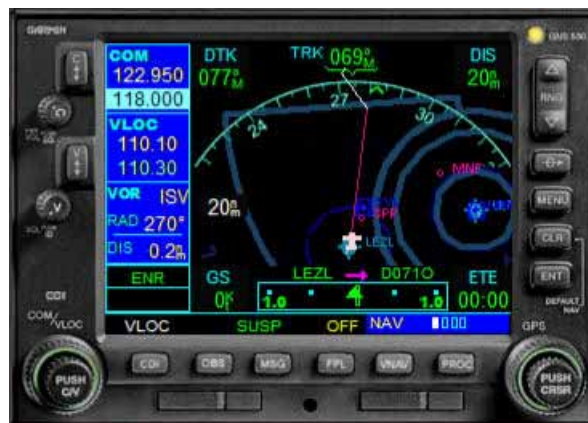 GARMIN
GNS 530
COM
122.950
118.000
VLOC
110.10
110.30
VOR ISV
RAD 270°
DIS 0.2nm
ENR
DTK
077°M
TRK 069°M
DIS
20nm
24
27
30
20nm
MNF
LEZL
GS
0kt
LEZL → D071O
ETE
00:00
1.0
1.0
VLOC
SUSP
OFF
NAV
C
V
RNG
MENU
CLR
ENT
DEFAULT
NAV
CDI
COM
/VLOC
GPS
PUSH
C/V
CDI
OBS
MSG
FPL
VNAV
PROC
PUSH
CRSR